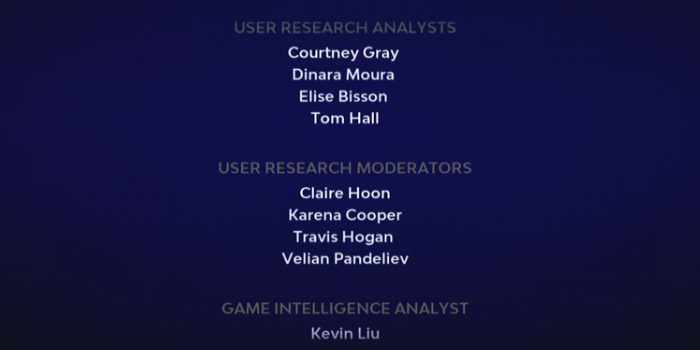 USER RESEARCH ANALYSTS
Courtney Gray
Dinara Moura
Elise Bisson
Tom Hall
USER RESEARCH MODERATORS
Claire Hoon
Karena Cooper
Travis Hogan
Velian Pandeliev
GAME INTELLIGENCE ANALYST
Kevin Liu